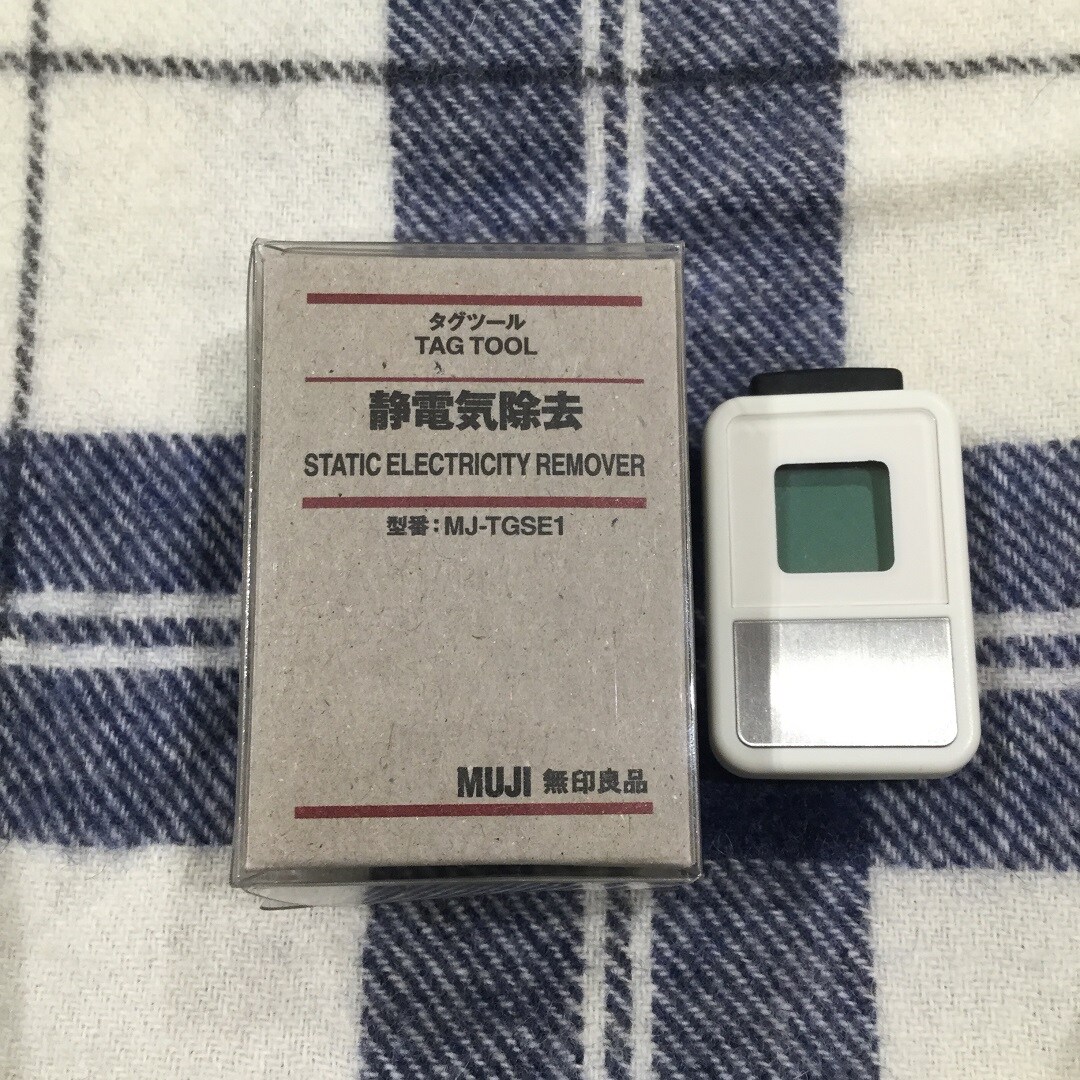 タグツール
TAG TOOL
静電気除去
STATIC ELECTRICITY REMOVER
型番：MJ-TGSE1
MUJI 無印良品